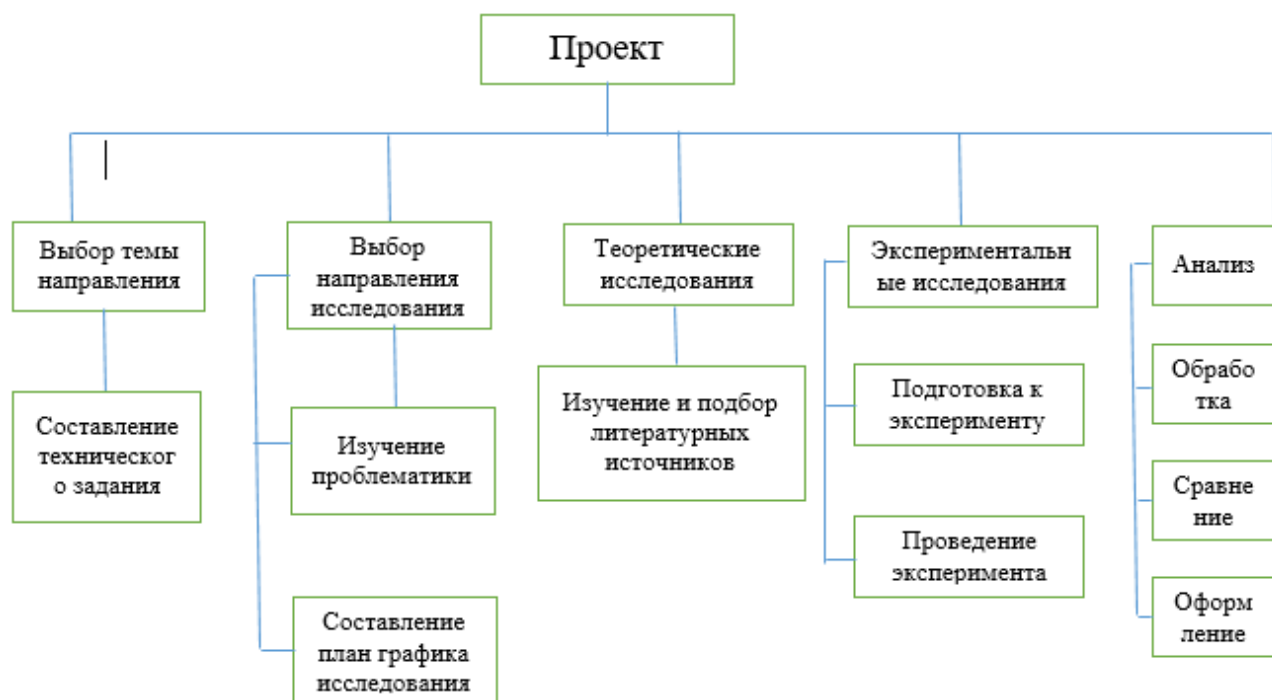 Проект
Выбор темы
направления
Составление
техническог
о задания
Выбор
направления
исследования
Изучение
проблематики
Составление
план графика
исследования
Теоретические
исследования
Изучение и подбор
литературных
источников
Экспериментальн
ые исследования
Подготовка к
эксперименту
Проведение
эксперимента
Анализ
Обрабо
тка
Сравне
ние
Оформ
ление